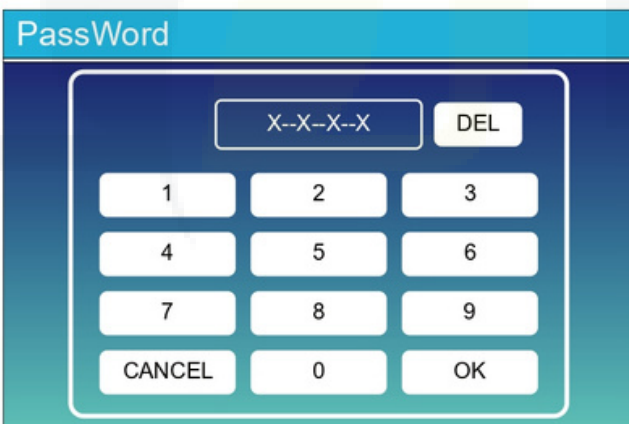 PassWord
X--X--X--X DEL
1 2 3
4 5 6
7 8 9
CANCEL 0 OK